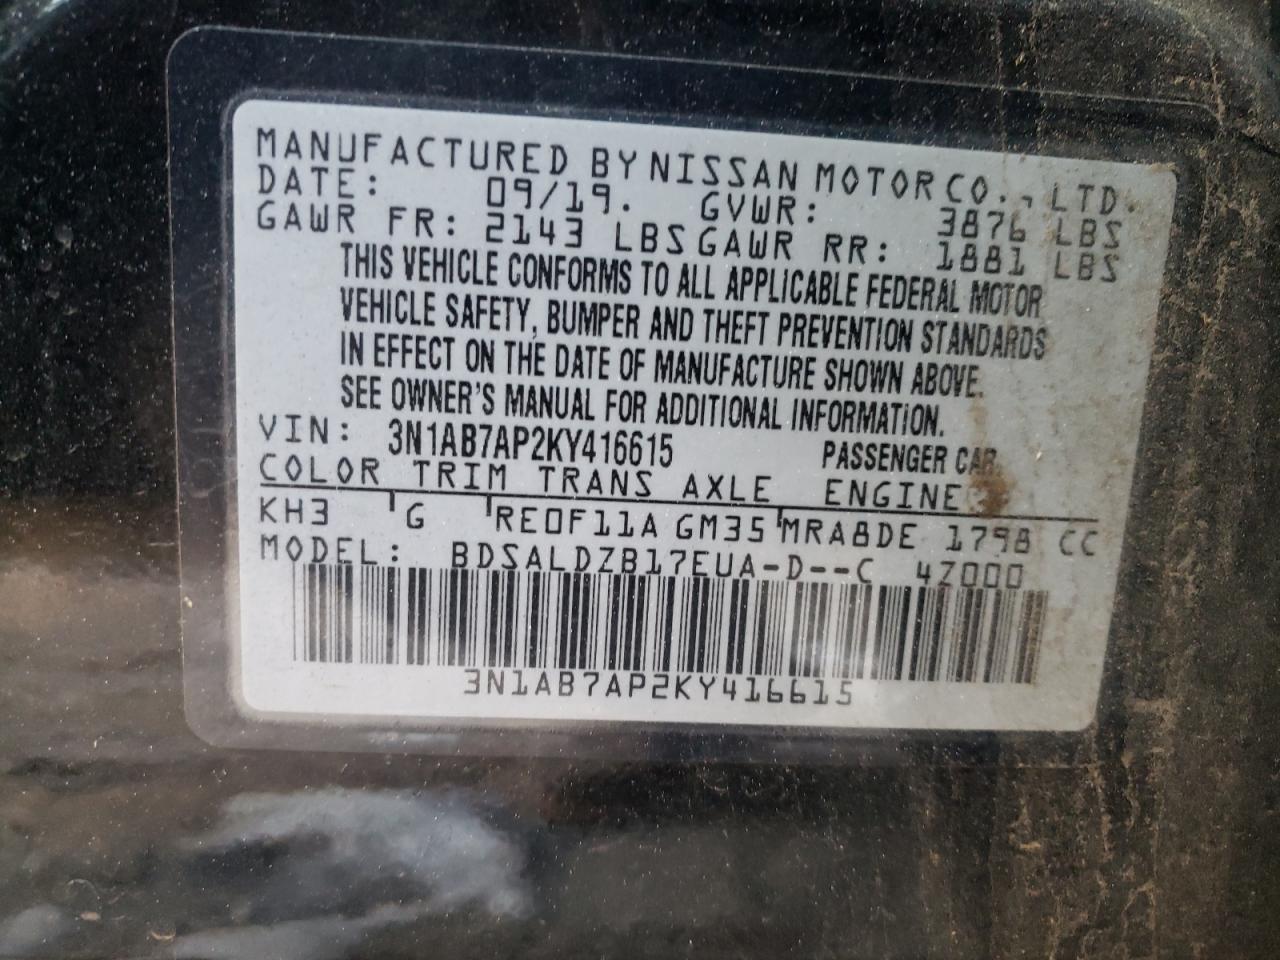 MANUFACTURED BY NISSAN MOTOR CO., LTD.
DATE: 09/19. GVWR: 3876 LBS
GAWR FR: 2143 LBS GAWR RR: 1881 LBS
THIS VEHICLE CONFORMS TO ALL APPLICABLE FEDERAL MOTOR
VEHICLE SAFETY, BUMPER AND THEFT PREVENTION STANDARDS
IN EFFECT ON THE DATE OF MANUFACTURE SHOWN ABOVE.
SEE OWNER'S MANUAL FOR ADDITIONAL INFORMATION.
VIN: 3N1AB7AP2KY416615 PASSENGER CAR
COLOR TRIM TRANS AXLE ENGINE
KH3 G RE0F11A GM35 MRA8DE 1798 CC
MODEL: BDSALDZB17EUA-D--C 4Z000
3N1AB7AP2KY416615